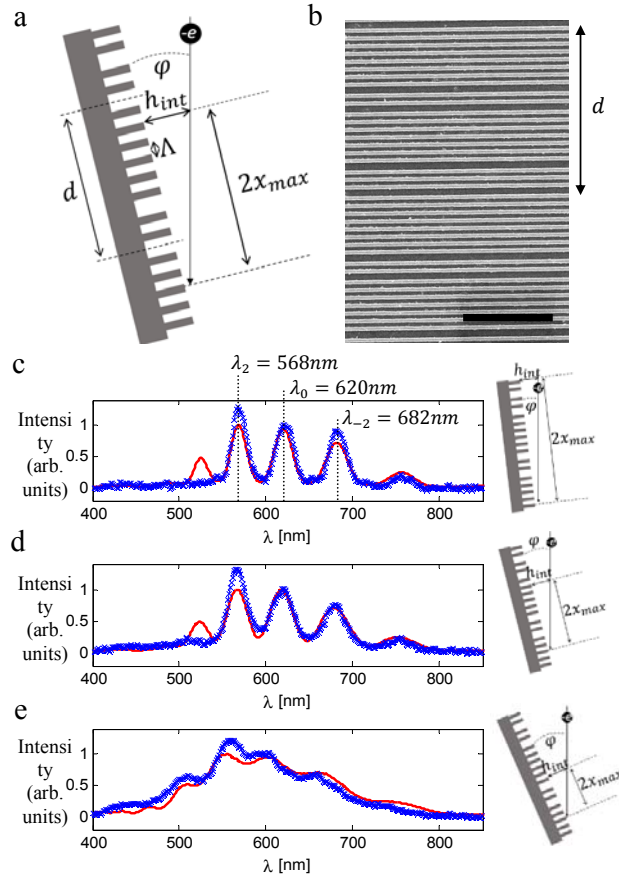 a
-e
φ
h_int
Λ
d
2x_max
b
d
c
λ_2 = 568nm
λ_0 = 620nm
λ_-2 = 682nm
Intensi
ty
(arb.
units)
1
0.5
0
400 500 600 700 800
λ [nm]
h_int
-e
φ
2x_max
d
Intensi
ty
(arb.
units)
1
0.5
0
400 500 600 700 800
λ [nm]
φ
-e
h_int
2x_max
e
Intensi
ty
(arb.
units)
1
0.5
0
400 500 600 700 800
λ [nm]
-e
φ
h_int
2x_max